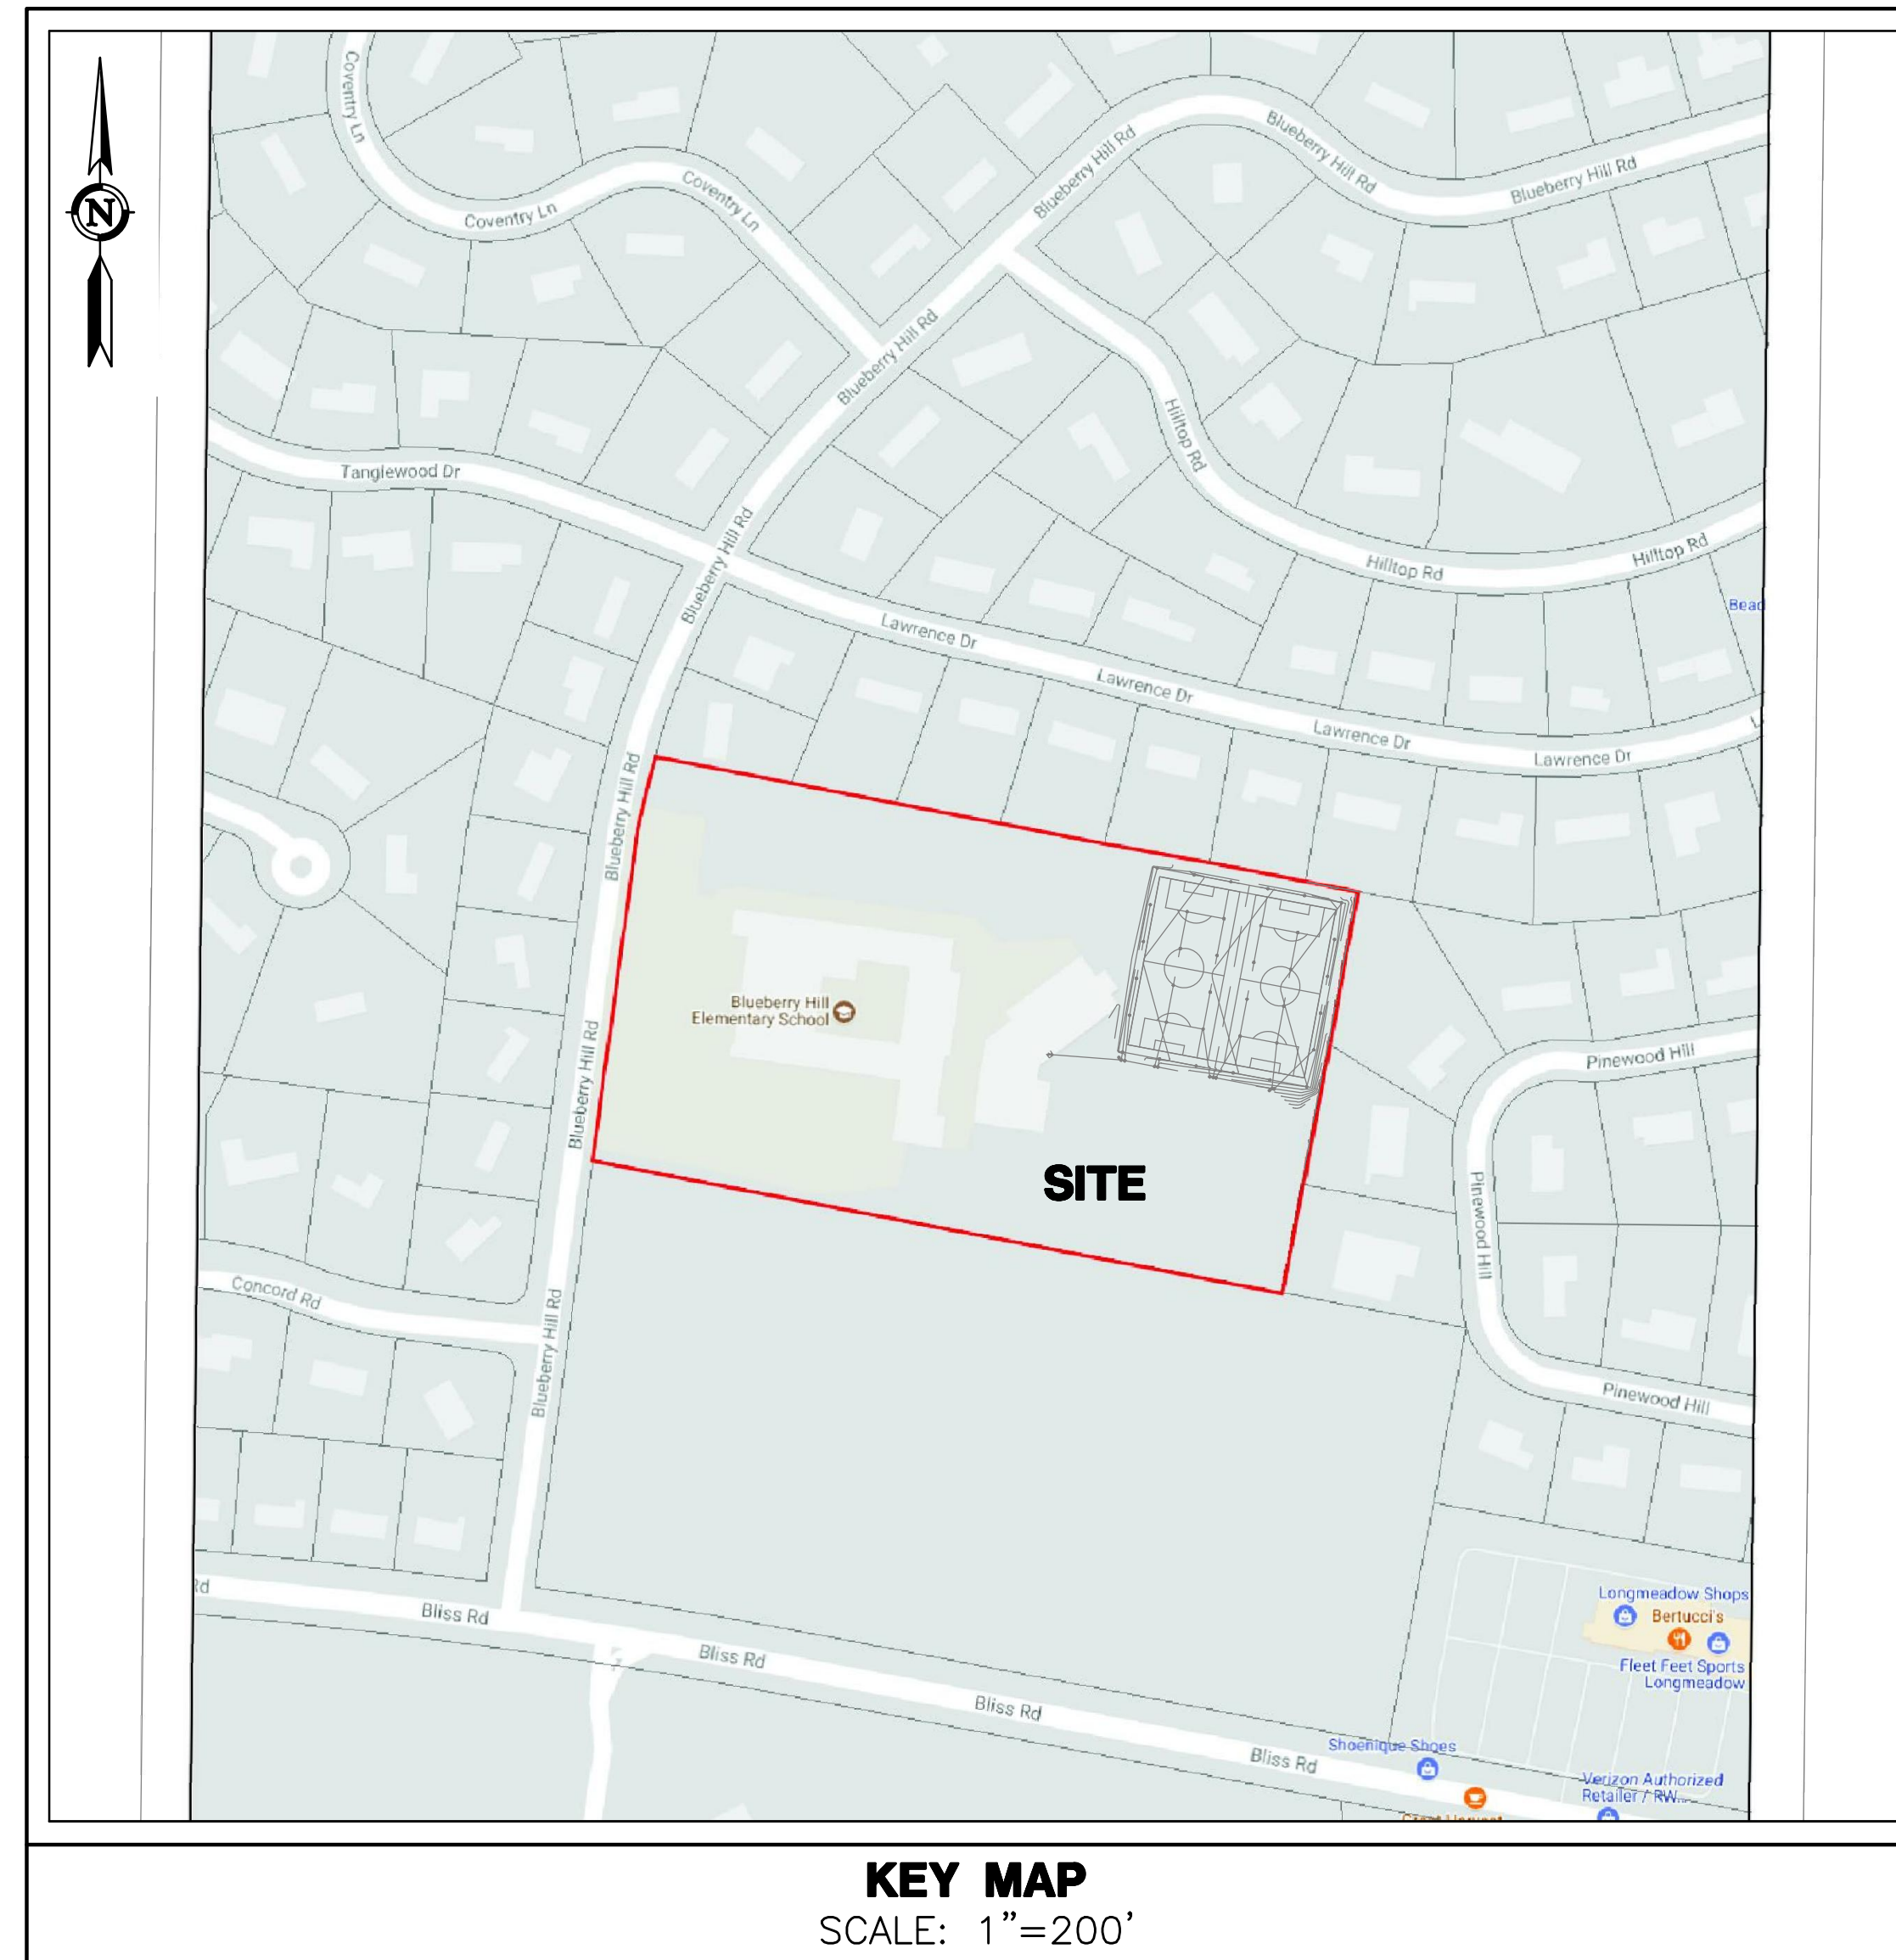 Coventry Ln
Coventry Ln
Coventry Ln
Blueberry Hill Rd
Blueberry Hill Rd
Blueberry Hill Rd
N
Blueberry Hill Rd
Hilltop Rd
Tanglewood Dr
Blueberry Hill Rd
Hilltop Rd
Hilltop Rd
Lawrence Dr
Lawrence Dr
Lawrence Dr
Lawrence Dr
Blueberry Hill Rd
Blueberry Hill
Elementary School
Blueberry Hill Rd
Pinewood Hill
SITE
Pinewood Hill
Concord Rd
Blueberry Hill Rd
Pinewood Hill
Rd
Bliss Rd
Bliss Rd
Bliss Rd
Bliss Rd
Longmeadow Shops
Bertucci's
Fleet Feet Sports
Longmeadow
Shoenique Shoes
Verizon Authorized
Retailer / RW...
KEY MAP
SCALE: 1"=200'